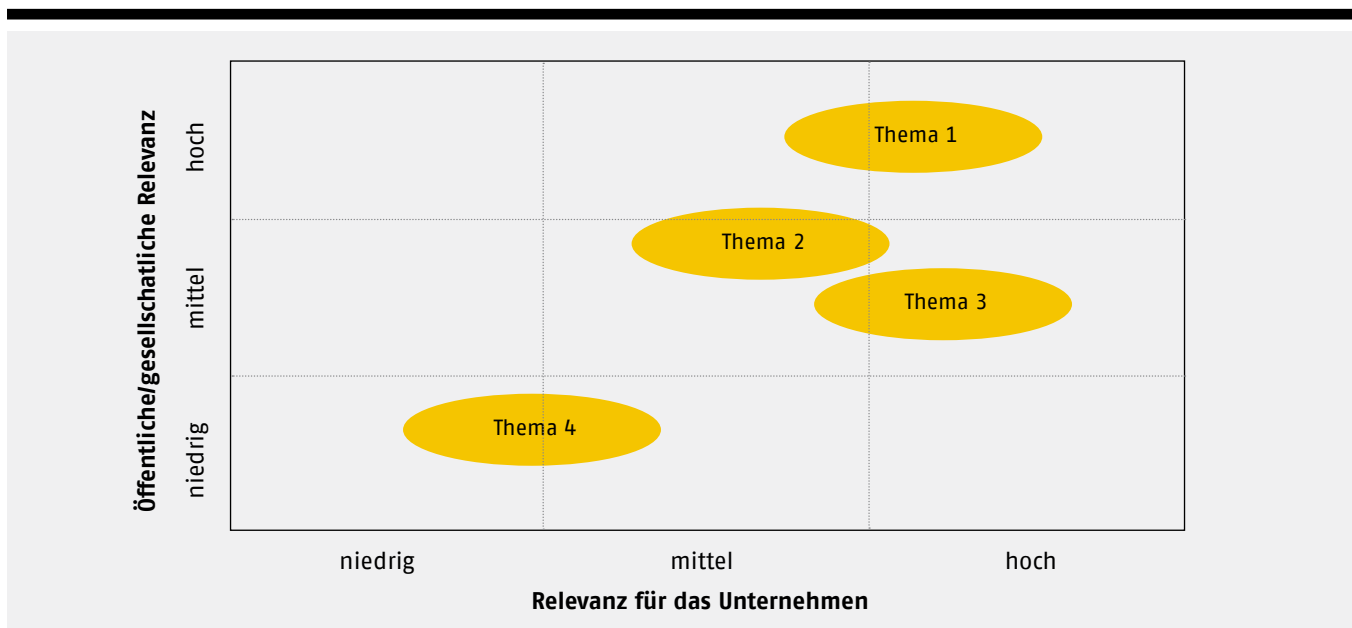 Öffentliche/gesellschatliche Relevanz
hoch
mittel
niedrig
Thema 1
Thema 2
Thema 3
Thema 4
niedrig
mittel
hoch
Relevanz für das Unternehmen